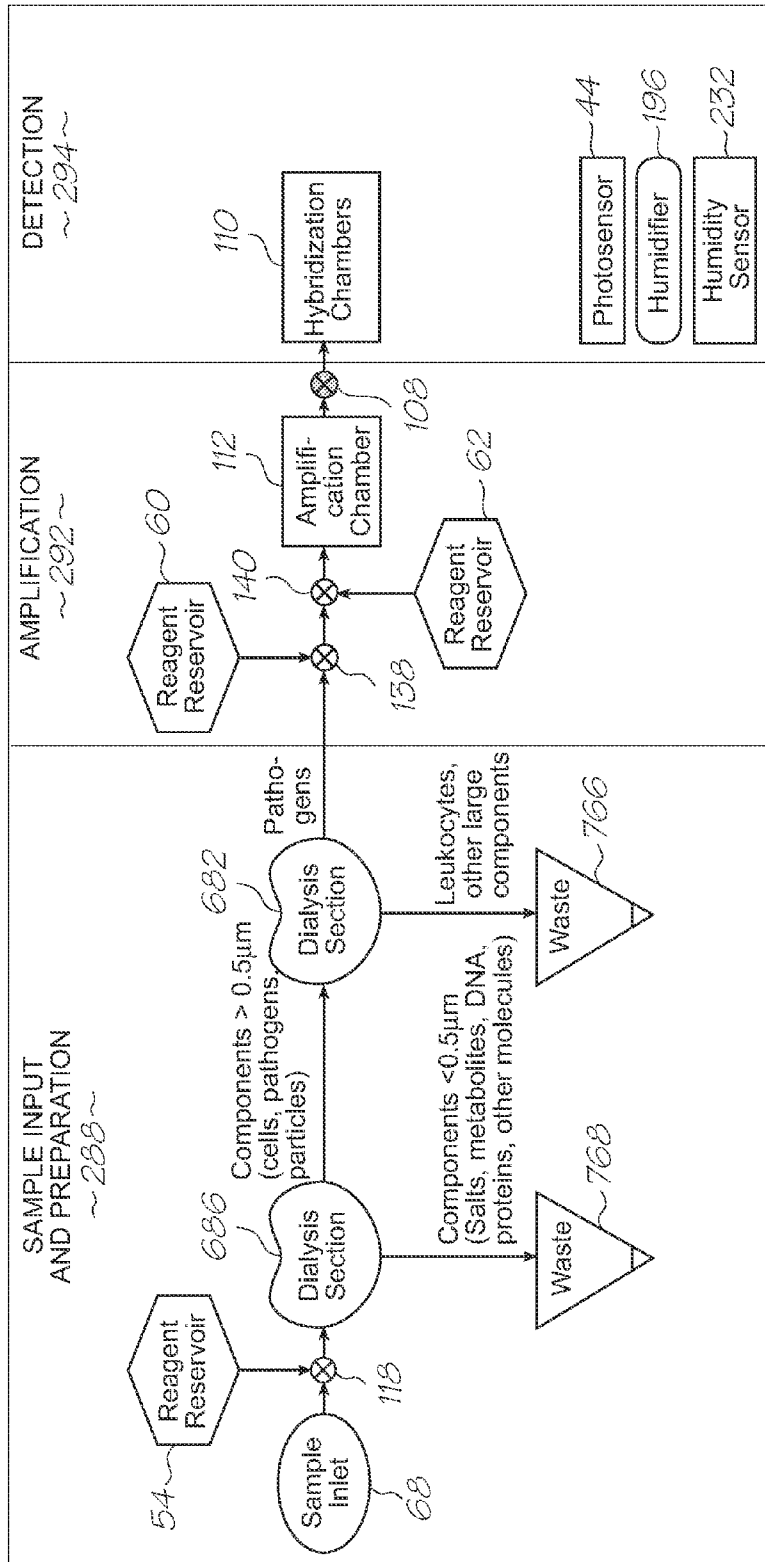 SAMPLE INPUT
AND PREPARATION
~288~
AMPLIFICATION
~292~
DETECTION
~294~
54
Reagent
Reservoir
Sample
Inlet
68
118
686
Dialysis
Section
Components > 0.5µm
(cells, pathogens,
particles)
Components <0.5µm
(Salts, metabolites, DNA,
proteins, other molecules)
Waste
768
682
Dialysis
Section
Patho-
gens
Leukocytes,
other large
components
Waste
766
60
Reagent
Reservoir
138
140
Reagent
Reservoir
62
112
Amplifi-
cation
Chamber
108
110
Hybridization
Chambers
Photosensor
44
Humidifier
196
Humidity
Sensor
232